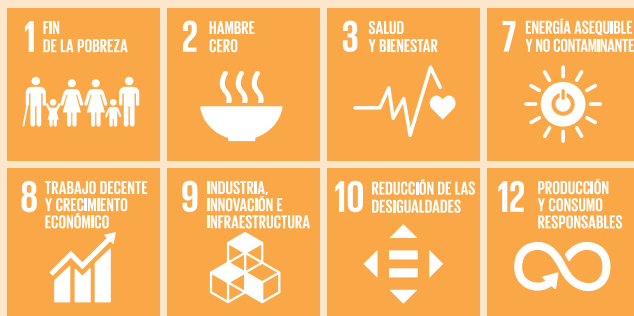 1 FIN
DE LA POBREZA
2 HAMBRE
CERO
3 SALUD
Y BIENESTAR
7 ENERGÍA ASEQUIBLE
Y NO CONTAMINANTE
8 TRABAJO DECENTE
Y CRECIMIENTO
ECONÓMICO
9 INDUSTRIA,
INNOVACIÓN E
INFRAESTRUCTURA
10 REDUCCIÓN DE LAS
DESIGUALDADES
12 PRODUCCIÓN
Y CONSUMO
RESPONSABLES